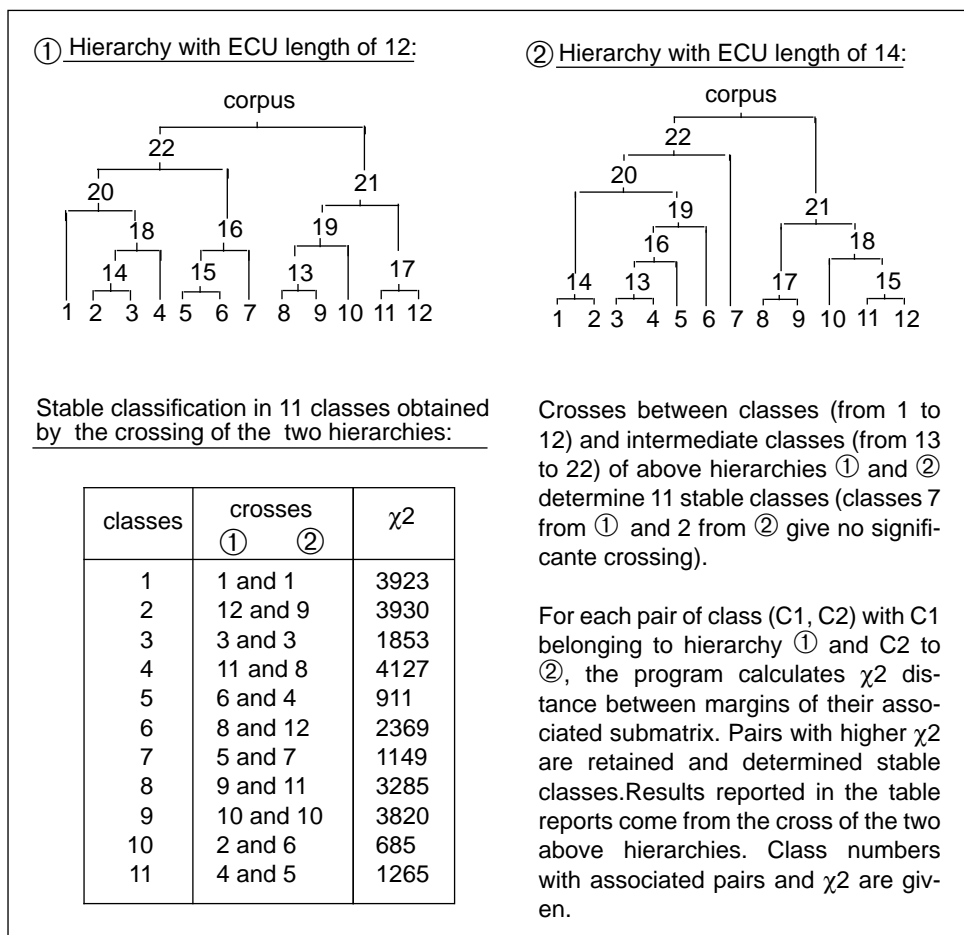 ① Hierarchy with ECU length of 12:
corpus
22
21
20
18
16
19
14
15
13
17
1 2 3 4 5 6 7 8 9 10 11 12
② Hierarchy with ECU length of 14:
corpus
22
20
19
21
16
18
14
13
17
15
1 2 3 4 5 6 7 8 9 10 11 12
Stable classification in 11 classes obtained
by the crossing of the two hierarchies:
classes crosses χ2
① ②
1 1 and 1 3923
2 12 and 9 3930
3 3 and 3 1853
4 11 and 8 4127
5 6 and 4 911
6 8 and 12 2369
7 5 and 7 1149
8 9 and 11 3285
9 10 and 10 3820
10 2 and 6 685
11 4 and 5 1265
Crosses between classes (from 1 to
12) and intermediate classes (from 13
to 22) of above hierarchies ① and ②
determine 11 stable classes (classes 7
from ① and 2 from ② give no signifi-
cante crossing).
For each pair of class (C1, C2) with C1
belonging to hierarchy ① and C2 to
②, the program calculates χ2 dis-
tance between margins of their asso-
ciated submatrix. Pairs with higher χ2
are retained and determined stable
classes.Results reported in the table
reports come from the cross of the two
above hierarchies. Class numbers
with associated pairs and χ2 are giv-
en.